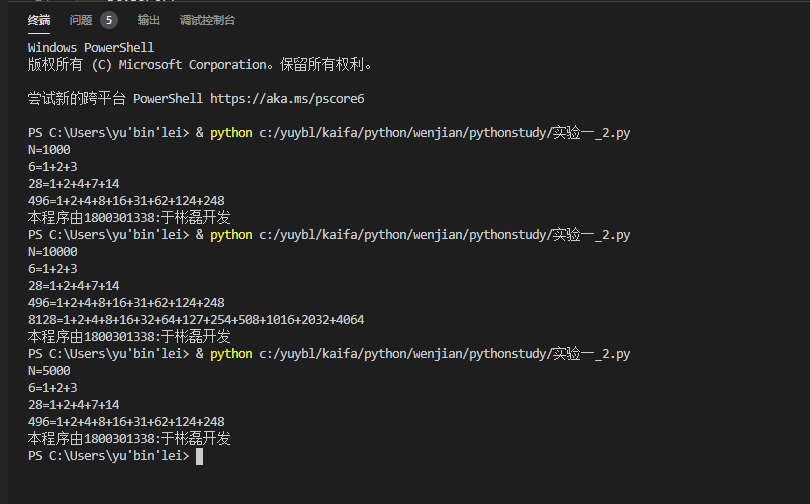 终端 问题 5 输出 调试控制台
Windows PowerShell
版权所有 (C) Microsoft Corporation。保留所有权利。
尝试新的跨平台 PowerShell https://aka.ms/pscore6
PS C:\Users\yu'bin'lei> & python c:/yuybl/kaifa/python/wenjian/pythonstudy/实验一_2.py
N=1000
6=1+2+3
28=1+2+4+7+14
496=1+2+4+8+16+31+62+124+248
本程序由1800301338:于彬磊开发
PS C:\Users\yu'bin'lei> & python c:/yuybl/kaifa/python/wenjian/pythonstudy/实验一_2.py
N=10000
6=1+2+3
28=1+2+4+7+14
496=1+2+4+8+16+31+62+124+248
8128=1+2+4+8+16+32+64+127+254+508+1016+2032+4064
本程序由1800301338:于彬磊开发
PS C:\Users\yu'bin'lei> & python c:/yuybl/kaifa/python/wenjian/pythonstudy/实验一_2.py
N=5000
6=1+2+3
28=1+2+4+7+14
496=1+2+4+8+16+31+62+124+248
本程序由1800301338:于彬磊开发
PS C:\Users\yu'bin'lei>